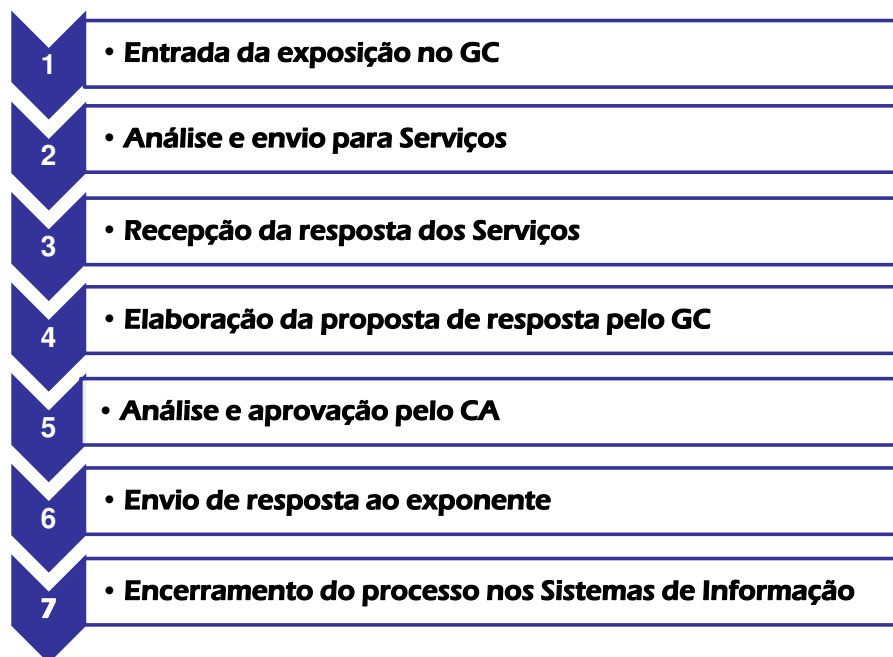 1 • Entrada da exposição no GC
2 • Análise e envio para Serviços
3 • Recepção da resposta dos Serviços
4 • Elaboração da proposta de resposta pelo GC
5 • Análise e aprovação pelo CA
6 • Envio de resposta ao exponente
7 • Encerramento do processo nos Sistemas de Informação